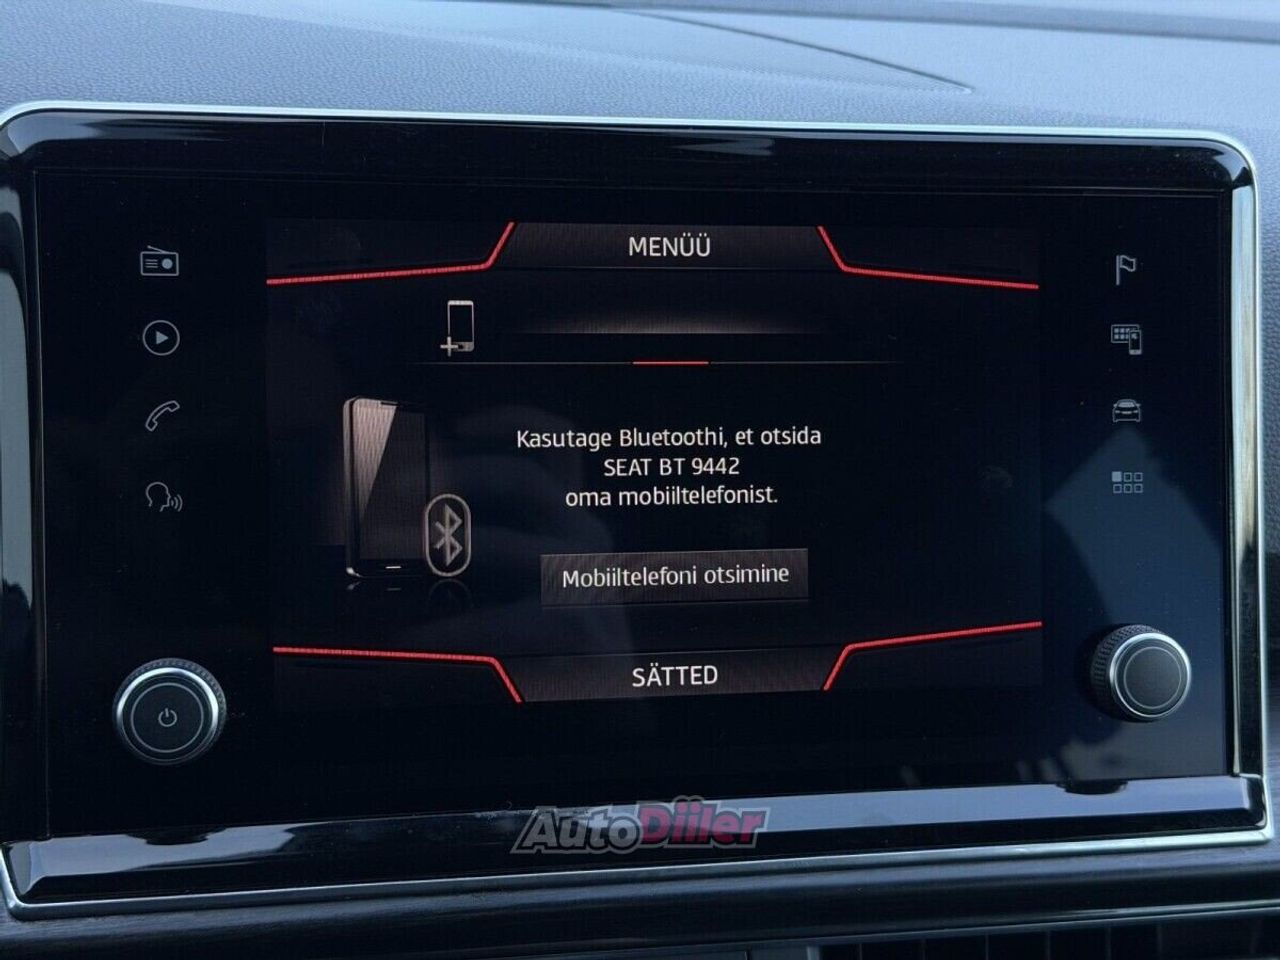 MENÜÜ
Kasutage Bluetoothi, et otsida
SEAT BT 9442
oma mobiiltelefonist.
Mobiiltelefoni otsimine
SÄTTED
AutoDiiler